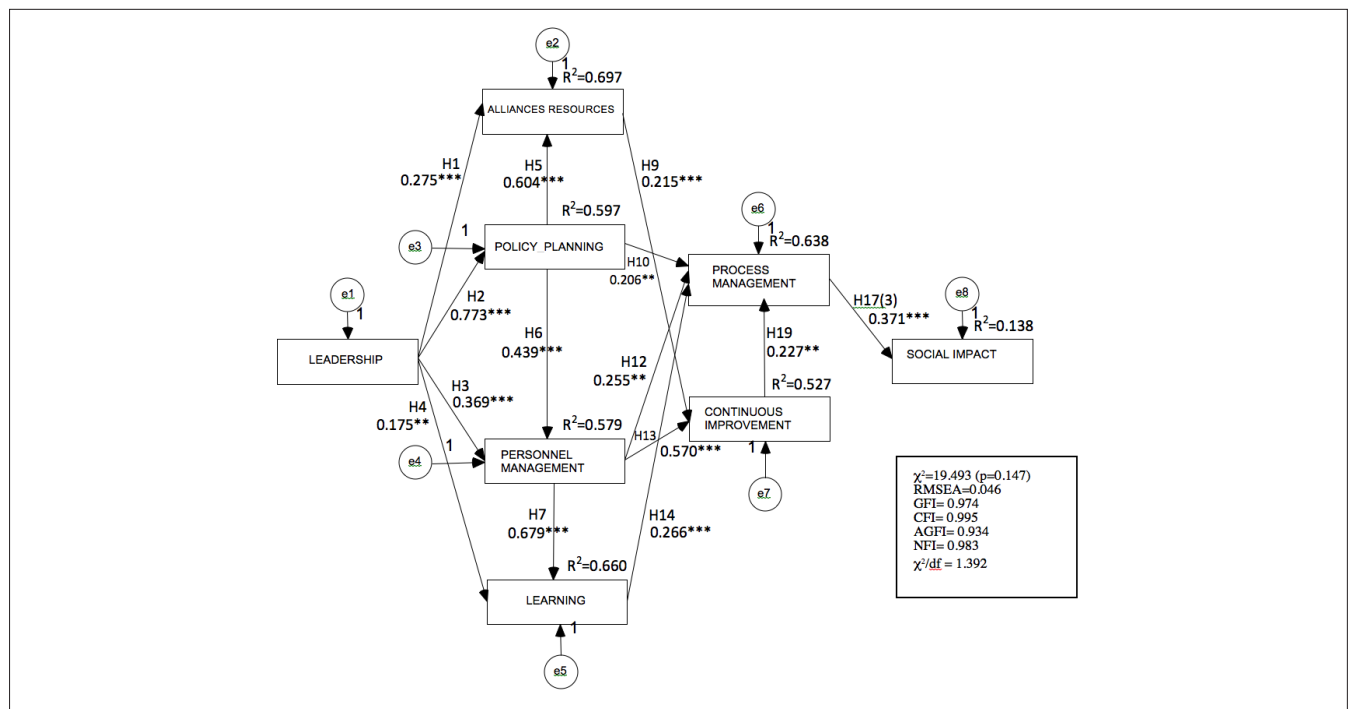 e2
1
R²=0.697
ALLIANCES RESOURCES
H1
0.275***
H5
0.604***
H9
0.215***
R²=0.597
e3
1
POLICY_PLANNING
e6
1
R²=0.638
H10
0.206**
PROCESS
MANAGEMENT
e1
1
LEADERSHIP
H2
0.773***
H6
0.439***
H17(3)
0.371***
e8
1
R²=0.138
SOCIAL IMPACT
H19
0.227**
H12
0.255**
H3
0.369***
H4
0.175**
R²=0.527
CONTINUOUS
IMPROVEMENT
R²=0.579
H13
0.570***
1
e4
PERSONNEL
MANAGEMENT
1
e7
H7
0.679***
H14
0.266***
R²=0.660
LEARNING
1
e5
χ²=19.493 (p=0.147)
RMSEA=0.046
GFI= 0.974
CFI= 0.995
AGFI= 0.934
NFI= 0.983
χ²/df = 1.392